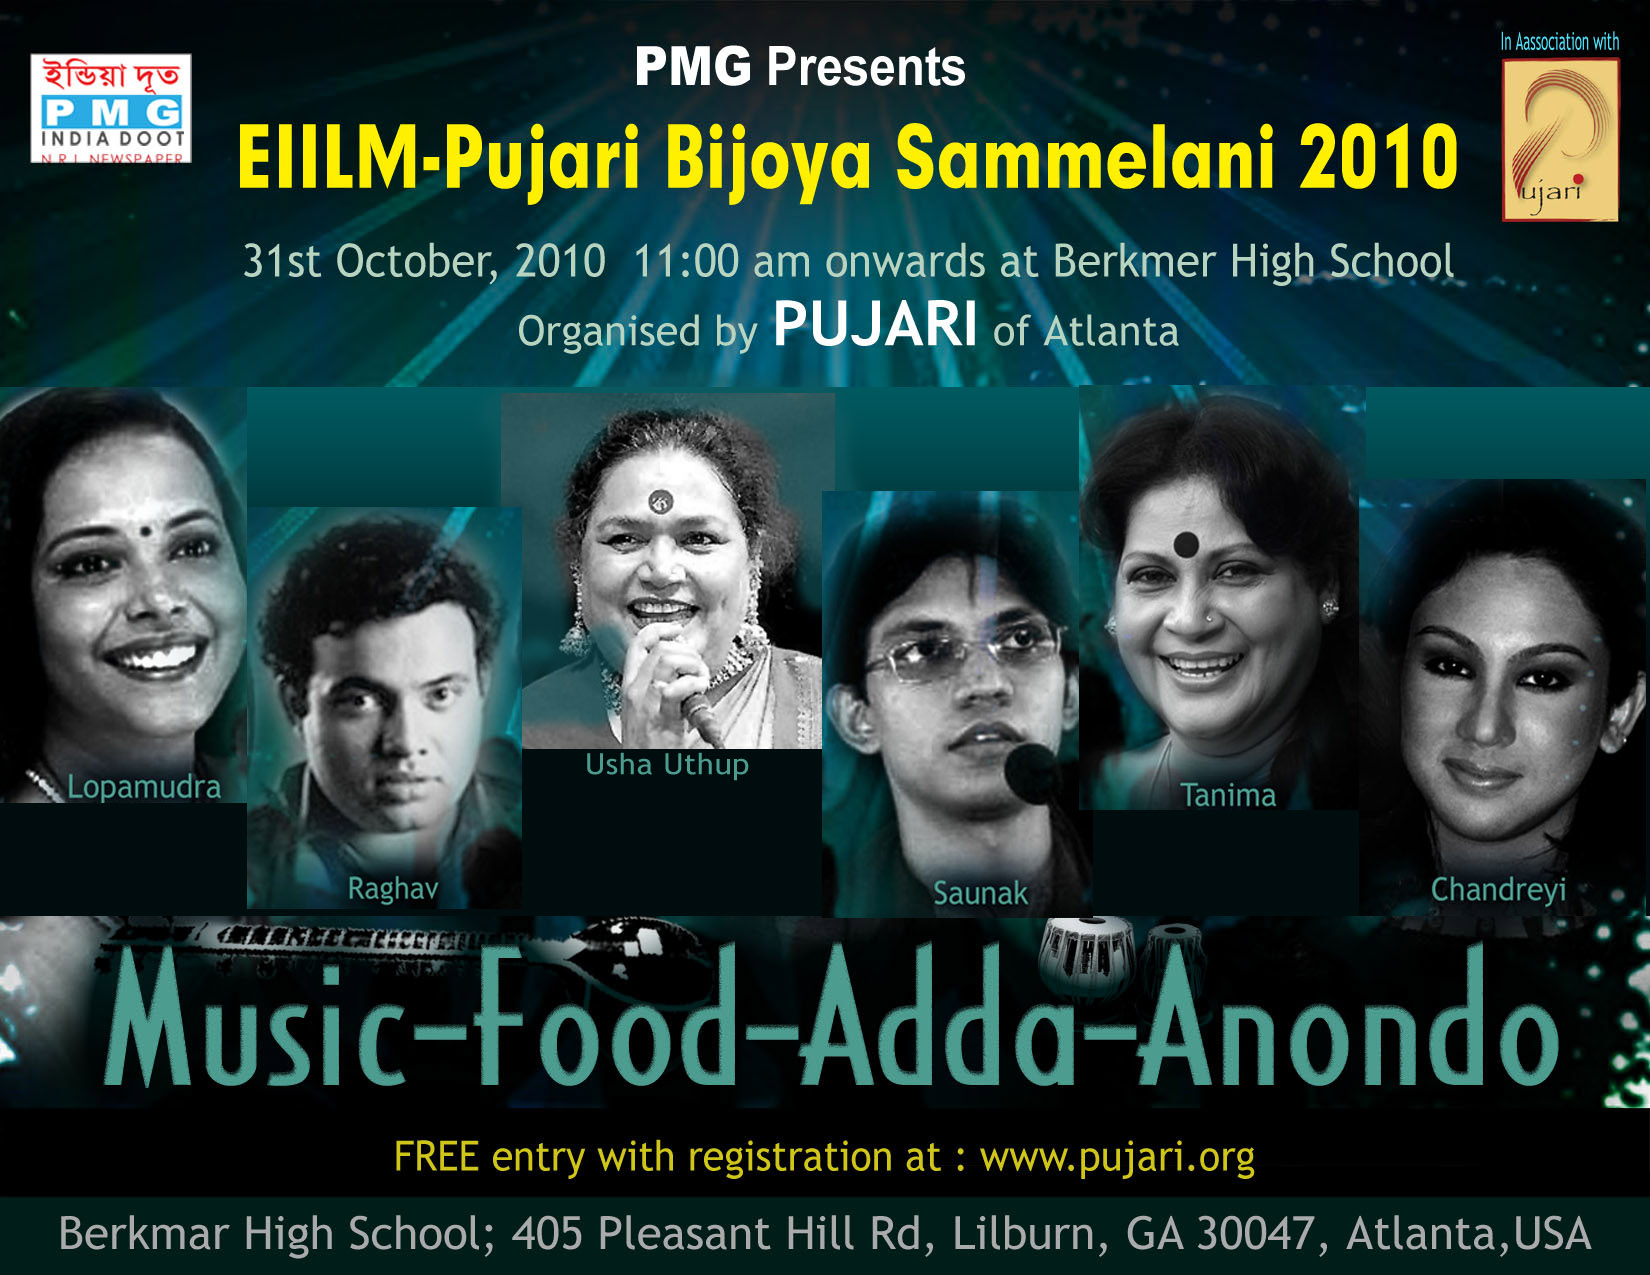 ইন্ডিয়া দূত
PMG
INDIA DOOT
N.R.I. NEWSPAPER
In Aassociation with
Pujari
PMG Presents
EIILM-Pujari Bijoya Sammelani 2010
31st October, 2010 11:00 am onwards at Berkmer High School
Organised by PUJARI of Atlanta
Lopamudra
Raghav
Usha Uthup
Saunak
Tanima
Chandreyi
Music-Food-Adda-Anondo
FREE entry with registration at : www.pujari.org
Berkmar High School; 405 Pleasant Hill Rd, Lilburn, GA 30047, Atlanta,USA